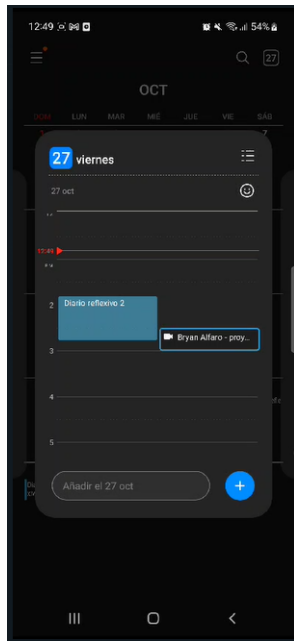 12:49 54%
27
OCT
DOM LUN MAR MIÉ JUE VIE SÁB
7
27 viernes
27 oct
12:49
2 Diario reflexivo 2
Bryan Alfaro - proy...
3
4
5
Añadir el 27 oct